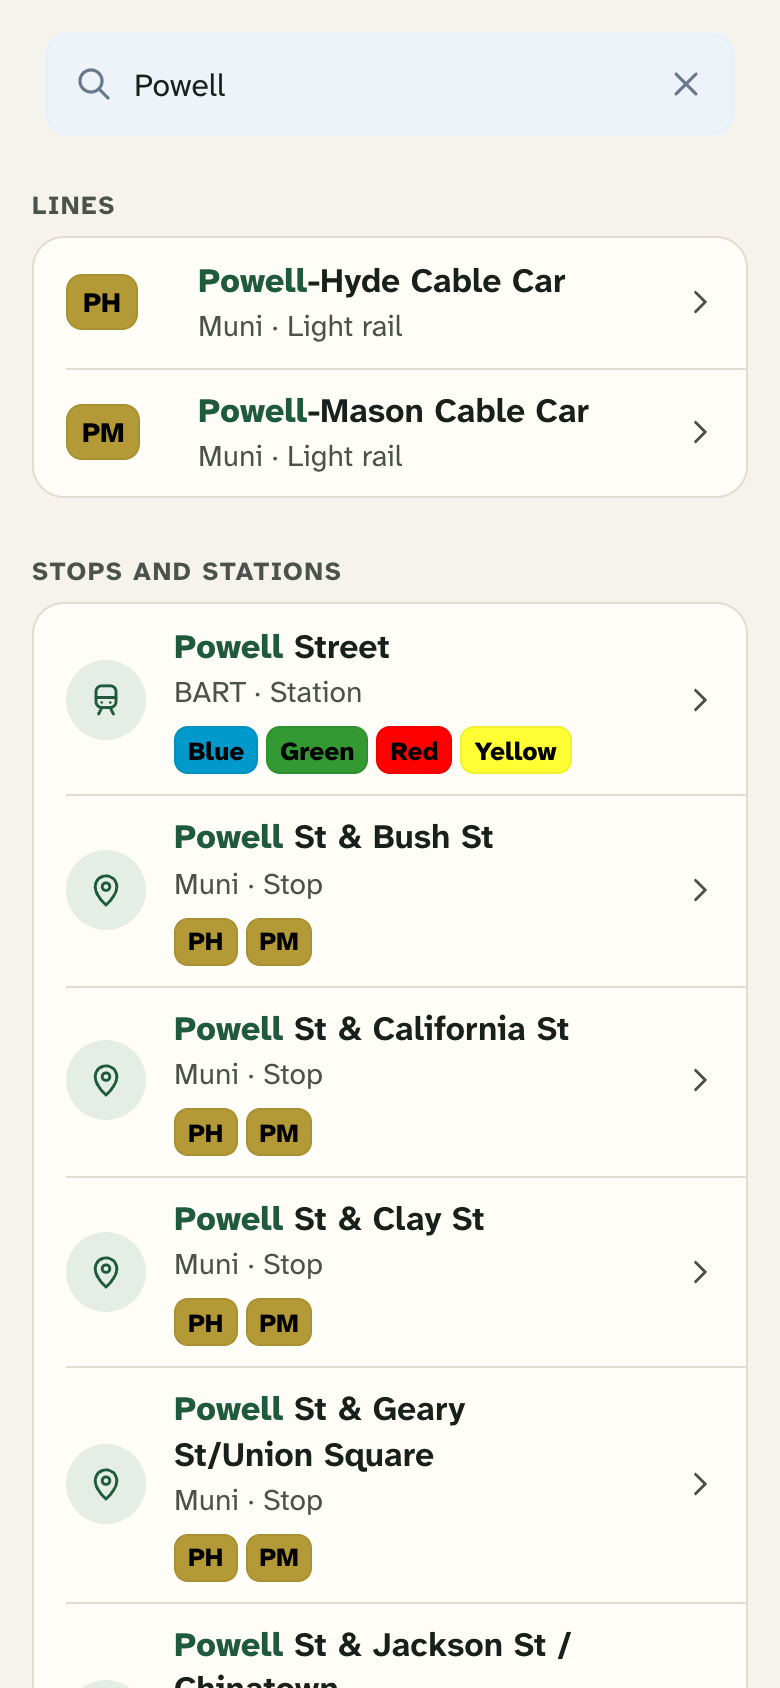 Powell
LINES
PH
Powell-Hyde Cable Car
Muni · Light rail
PM
Powell-Mason Cable Car
Muni · Light rail
STOPS AND STATIONS
Powell Street
BART · Station
Blue Green Red Yellow
Powell St & Bush St
Muni · Stop
PH PM
Powell St & California St
Muni · Stop
PH PM
Powell St & Clay St
Muni · Stop
PH PM
Powell St & Geary
St/Union Square
Muni · Stop
PH PM
Powell St & Jackson St /
Chinatown